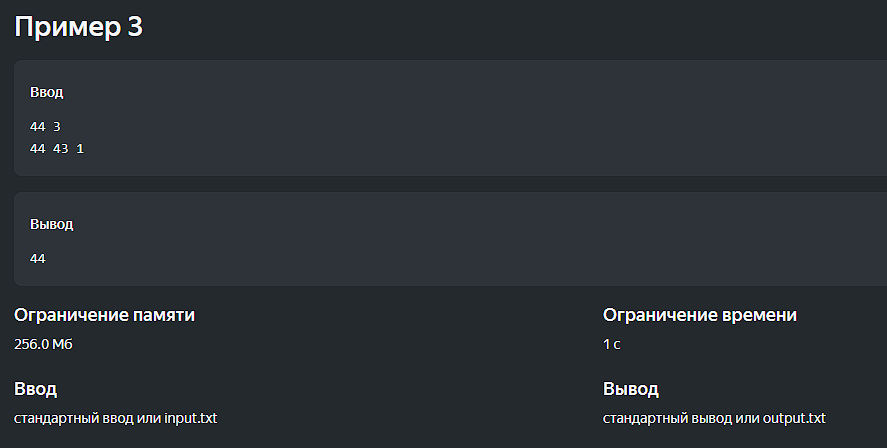 Пример 3
Ввод
44 3
44 43 1
Вывод
44
Ограничение памяти
256.0 Мб
Ограничение времени
1 с
Ввод
стандартный ввод или input.txt
Вывод
стандартный вывод или output.txt